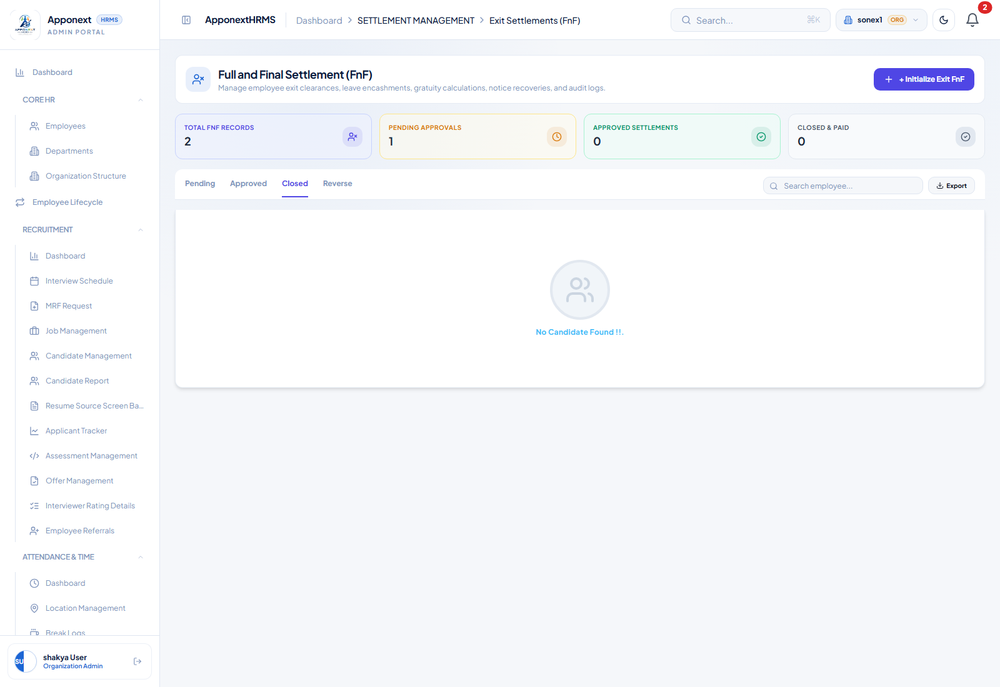 Apponext HRMS
ADMIN PORTAL
Dashboard
CORE HR
Employees
Departments
Organization Structure
Employee Lifecycle
RECRUITMENT
Dashboard
Interview Schedule
MRF Request
Job Management
Candidate Management
Candidate Report
Resume Source Screen Ba...
Applicant Tracker
Assessment Management
Offer Management
Interviewer Rating Details
Employee Referrals
ATTENDANCE & TIME
Dashboard
Location Management
Break Logs
SU
shakya User
Organization Admin
ApponextHRMS
Dashboard > SETTLEMENT MANAGEMENT > Exit Settlements (FnF)
Search... ⌘K
sonex1 ORG
2
Full and Final Settlement (FnF)
Manage employee exit clearances, leave encashments, gratuity calculations, notice recoveries, and audit logs.
+ Initialize Exit FnF
TOTAL FNF RECORDS
2
PENDING APPROVALS
1
APPROVED SETTLEMENTS
0
CLOSED & PAID
0
Pending Approved Closed Reverse
Search employee...
Export
No Candidate Found !!.